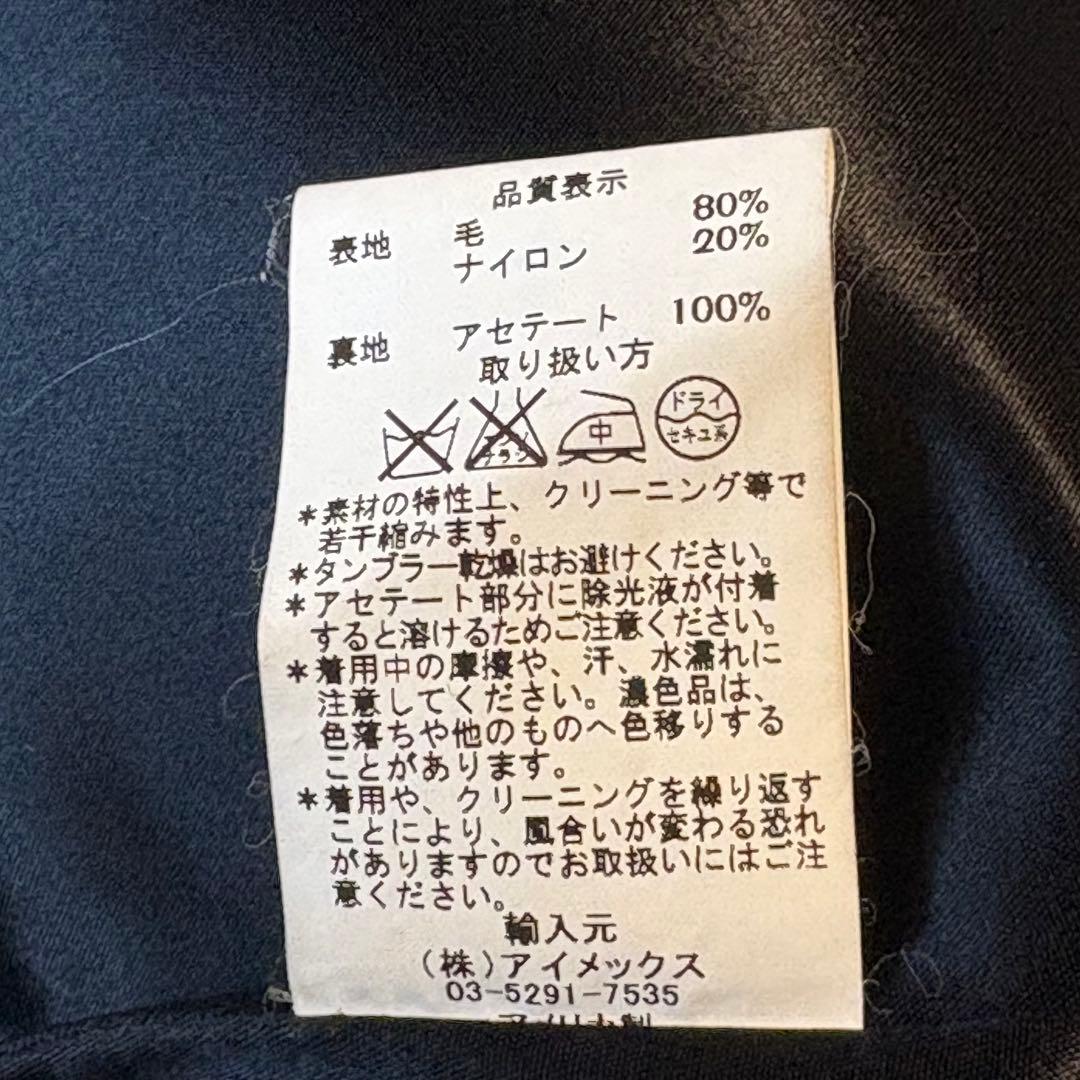 品質表示
表地 毛 80%
ナイロン 20%
裏地 アセテート 100%
取り扱い方
中
ドライ
セキユ系
*素材の特性上、クリーニング等で
若干縮みます。
*タンブラー乾燥はお避けください。
*アセテート部分に除光液が付着
すると溶けるためご注意ください。
*着用中の摩擦や、汗、水濡れに
注意してください。濃色品は、
色落ちや他のものへ色移りする
ことがあります。
*着用や、クリーニングを繰り返す
ことにより、風合いが変わる恐れ
がありますのでお取扱いにはご注
意ください。
輸入元
(株)アイメックス
03-5291-7535